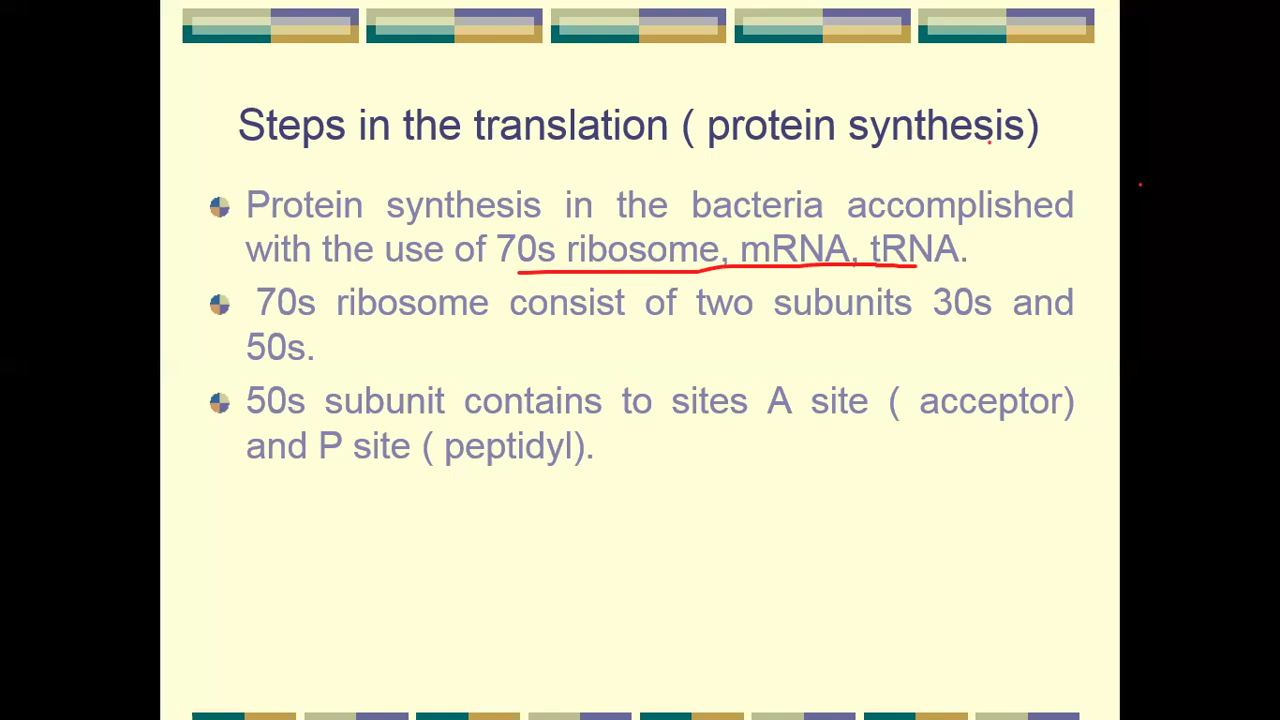 Steps in the translation ( protein synthesis)
Protein synthesis in the bacteria accomplished
with the use of 70s ribosome, mRNA, tRNA.
70s ribosome consist of two subunits 30s and
50s.
50s subunit contains to sites A site ( acceptor)
and P site ( peptidyl).